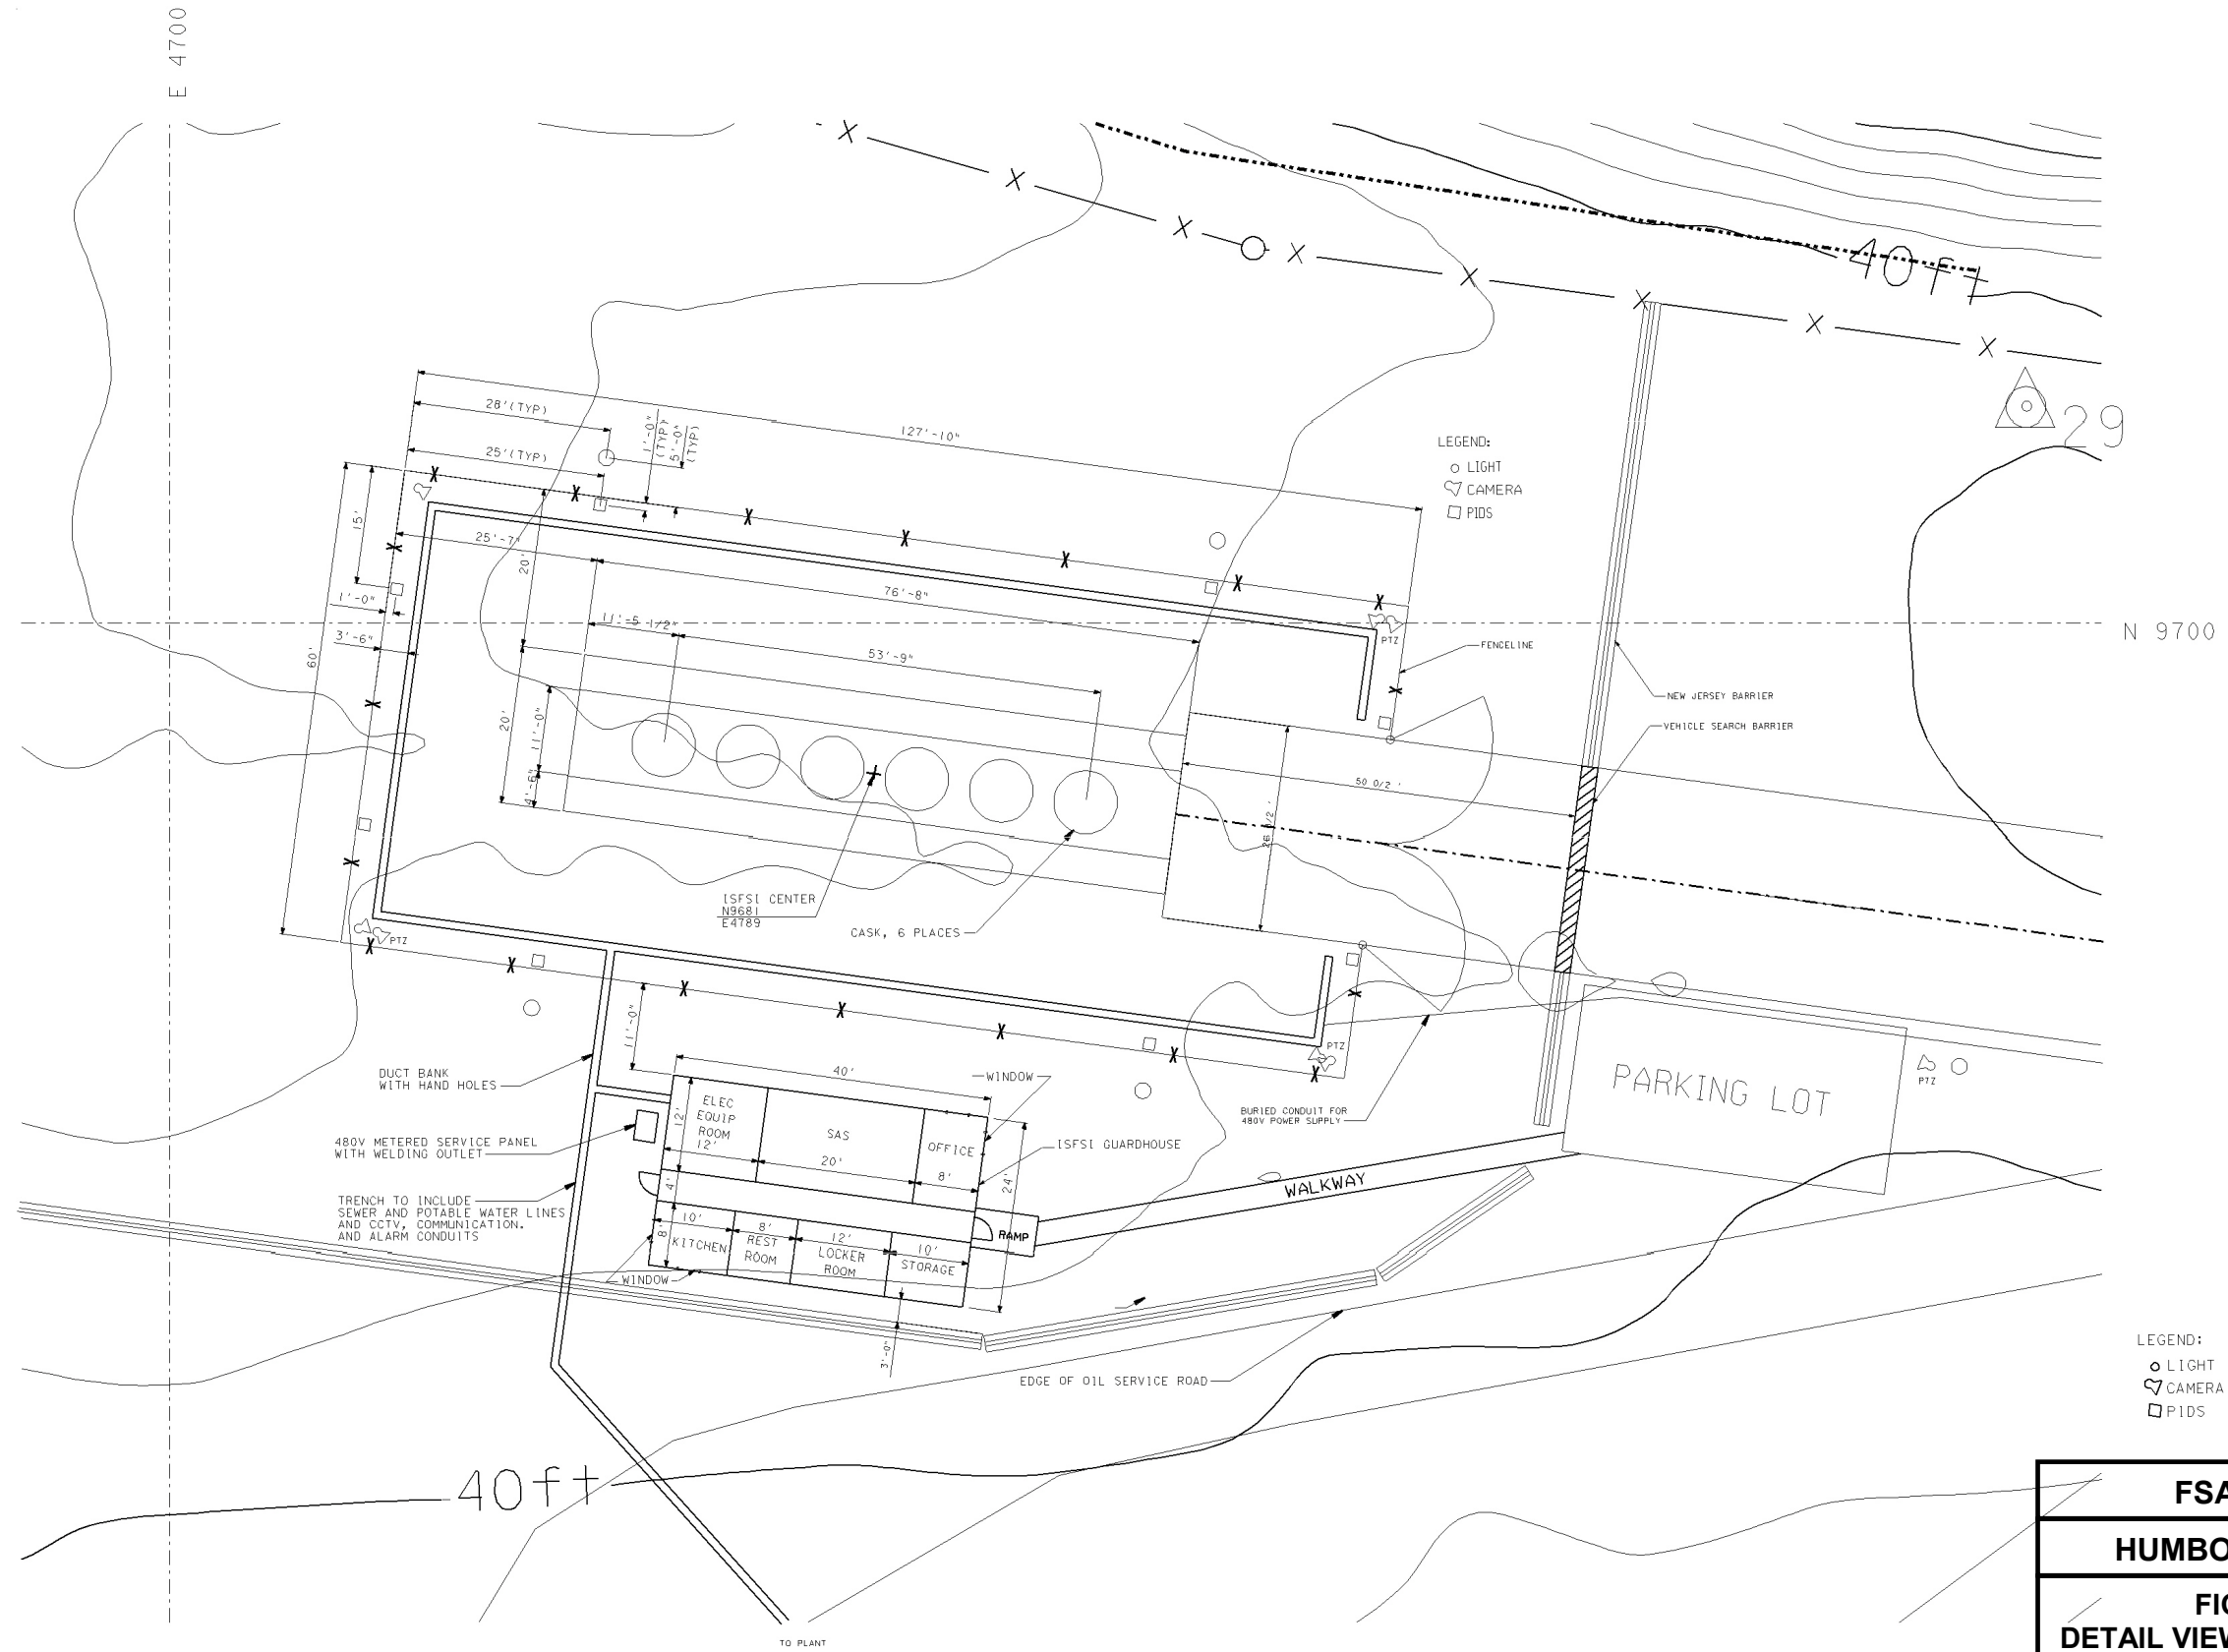 E 4700
40ft
29
28'(TYP)
1'-0"
(TYP)
5'-0"
(TYP)
127'-10"
25'(TYP)
LEGEND:
LIGHT
CAMERA
PIDS
15'
25'-7"
20'
76'-8"
1'-0"
11'-5 1/2"
N 9700
3'-6"
PTZ
60'
53'-9"
FENCELINE
NEW JERSEY BARRIER
20'
11'-0"
VEHICLE SEARCH BARRIER
4'-6"
50 0/2 '
26 0/2 '
ISFSI CENTER
N9681
E4789
CASK, 6 PLACES
PTZ
11'-0"
PTZ
DUCT BANK
WITH HAND HOLES
40'
WINDOW
PARKING LOT
PTZ
ELEC
EQUIP
ROOM
12'
12'
SAS
20'
OFFICE
8'
BURIED CONDUIT FOR
480V POWER SUPPLY
480V METERED SERVICE PANEL
WITH WELDING OUTLET
ISFSI GUARDHOUSE
24'
4'
WALKWAY
TRENCH TO INCLUDE
SEWER AND POTABLE WATER LINES
AND CCTV, COMMUNICATION.
AND ALARM CONDUITS
10'
8'
12'
10'
8'
KITCHEN
REST
ROOM
LOCKER
ROOM
STORAGE
RAMP
WINDOW
3'-0"
EDGE OF OIL SERVICE ROAD
LEGEND:
LIGHT
CAMERA
PIDS
40ft
FSA
HUMBO
FIG
DETAIL VIEW
TO PLANT